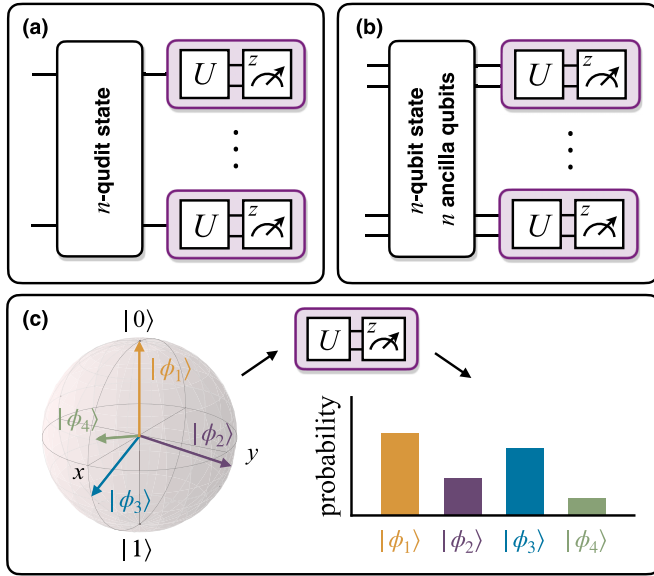 (a)
n-qudit state
U
z
U
z
(b)
n-qubit state
n ancilla qubits
U
z
U
z
(c)
|0⟩
|ϕ₁⟩
|ϕ₄⟩
|ϕ₂⟩
x
y
|ϕ₃⟩
|1⟩
U
z
probability
|ϕ₁⟩ |ϕ₂⟩ |ϕ₃⟩ |ϕ₄⟩